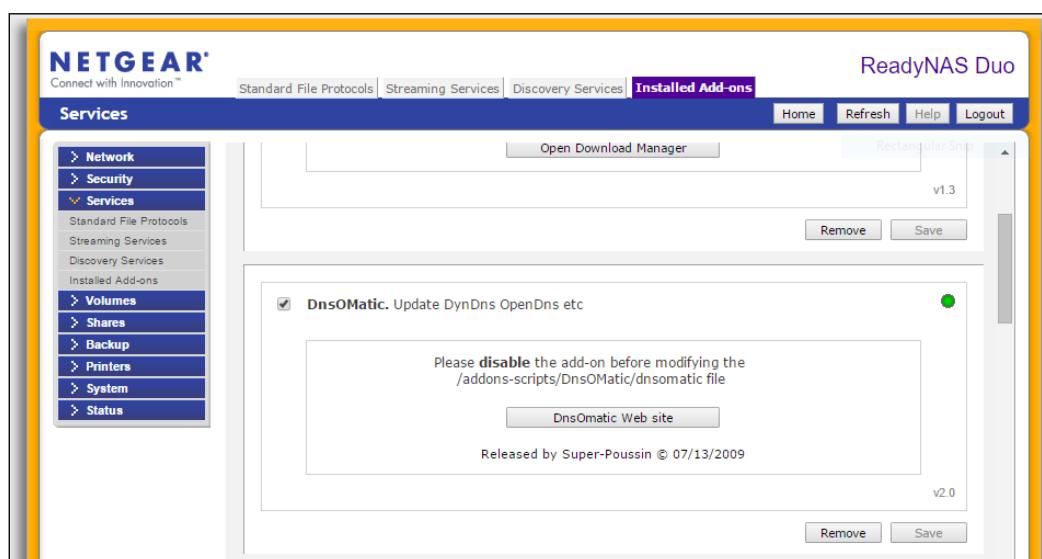 NETGEAR®
Connect with Innovation™
ReadyNAS Duo
Standard File Protocols Streaming Services Discovery Services Installed Add-ons
Services
Home Refresh Help Logout
Network
Security
Services
Standard File Protocols
Streaming Services
Discovery Services
Installed Add-ons
Volumes
Shares
Backup
Printers
System
Status
Open Download Manager
Rectangular Snip
v1.3
Remove Save
DnsOMatic. Update DynDns OpenDns etc
Please disable the add-on before modifying the
/addons-scripts/DnsOMatic/dnsomatic file
DnsOmatic Web site
Released by Super-Poussin © 07/13/2009
v2.0
Remove Save